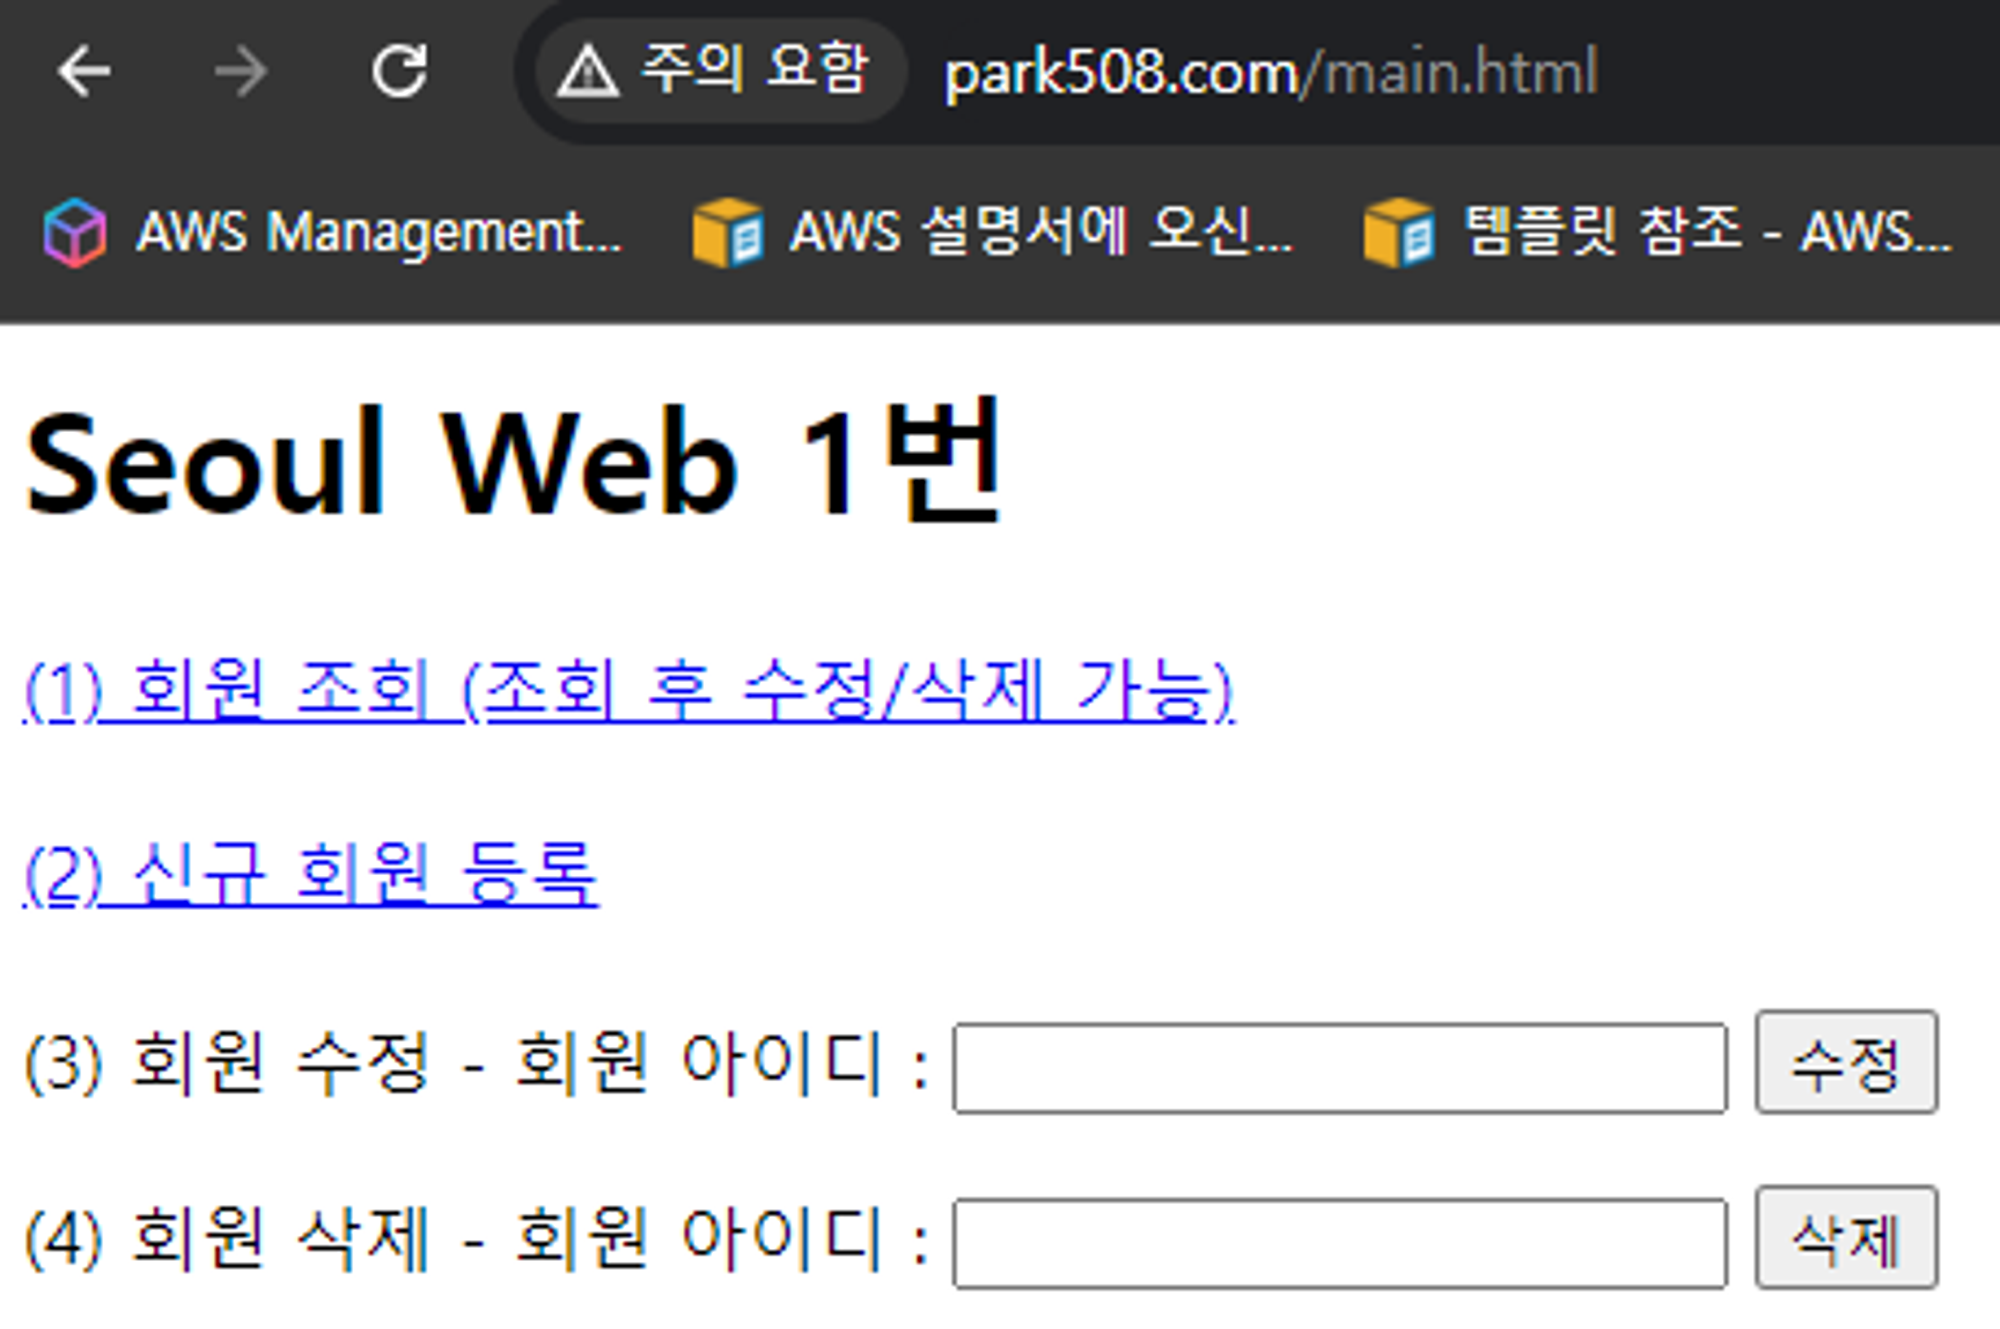 주의 요함 park508.com/main.html
AWS Management... AWS 설명서에 오신... 템플릿 참조 - AWS...
Seoul Web 1번
(1) 회원 조회 (조회 후 수정/삭제 가능)
(2) 신규 회원 등록
(3) 회원 수정 - 회원 아이디 : 수정
(4) 회원 삭제 - 회원 아이디 : 삭제